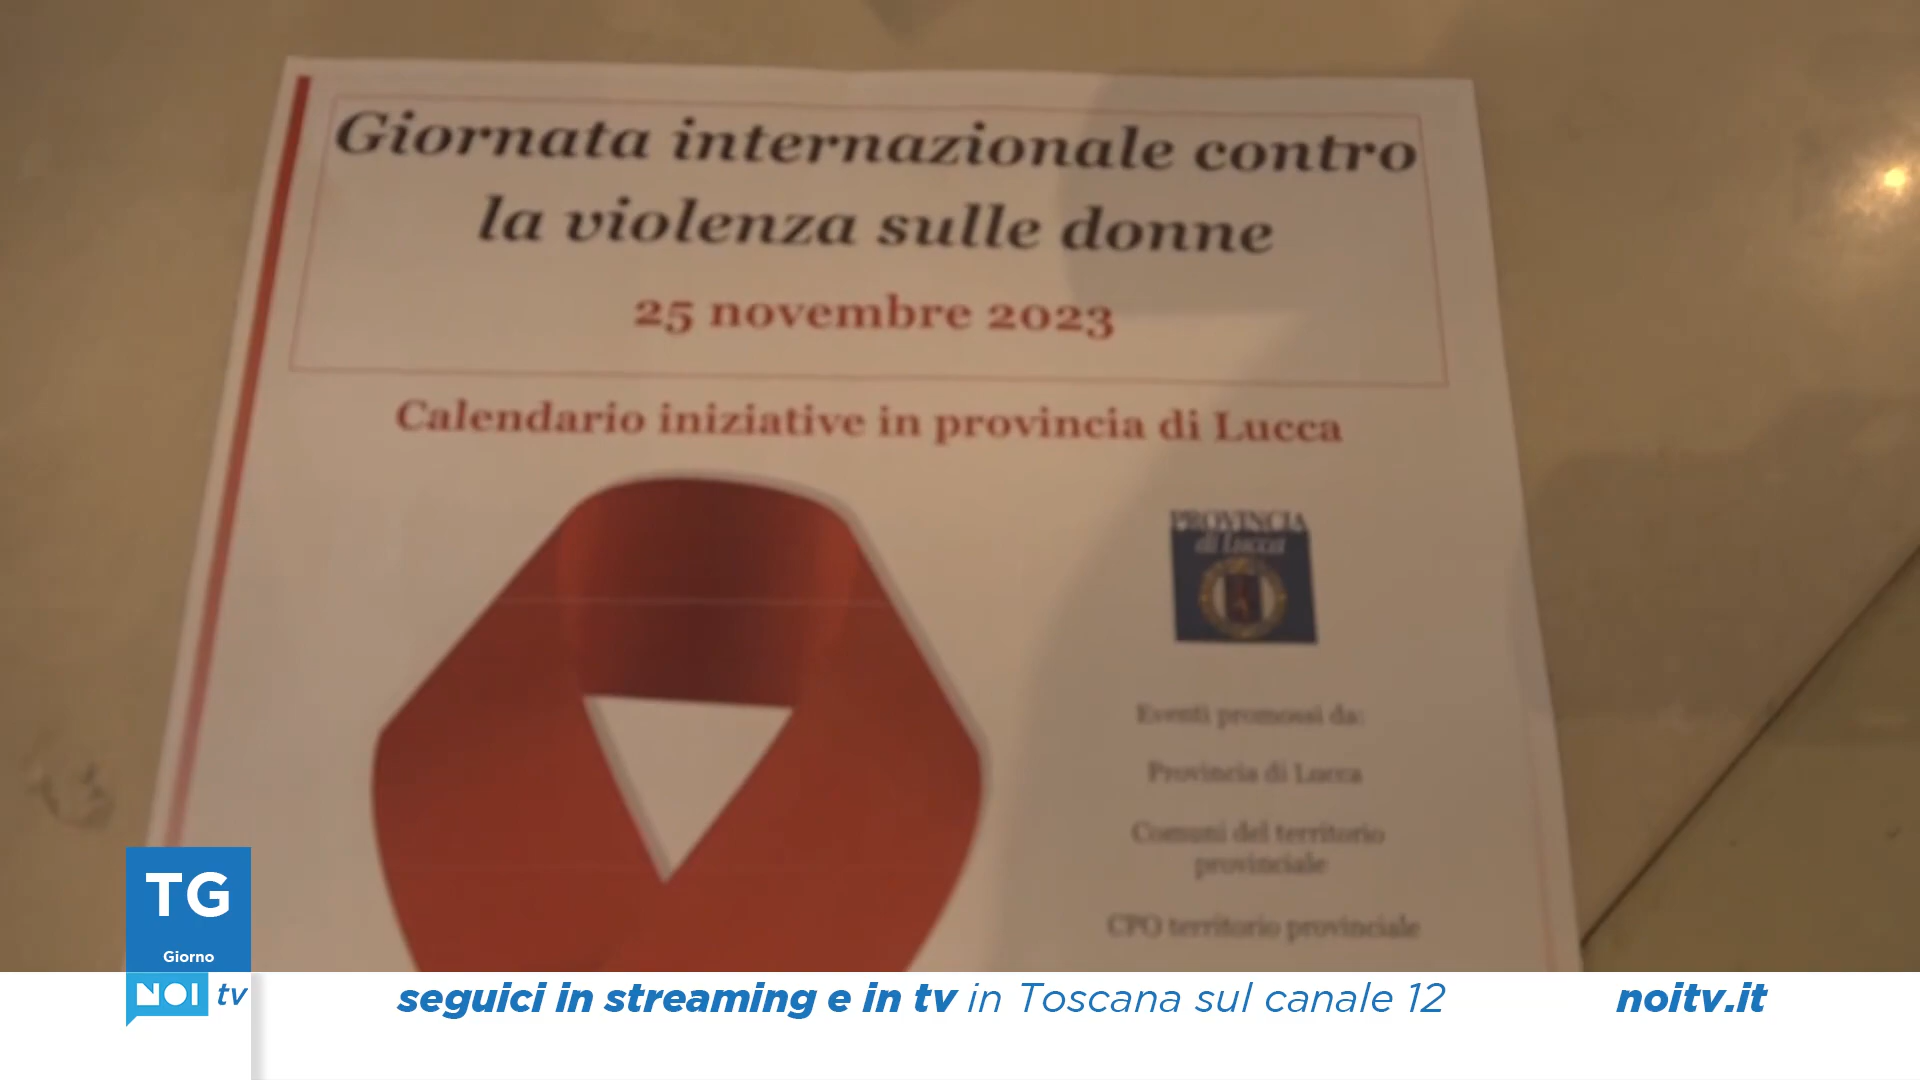 Giornata internazionale contro
la violenza sulle donne
25 novembre 2023
Calendario iniziative in provincia di Lucca
PROVINCIA
di Lucca
Eventi promossi da:
Provincia di Lucca
Comuni del territorio
provinciale
CPO territorio provinciale
TG
Giorno
NOI tv
seguici in streaming e in tv in Toscana sul canale 12
noitv.it